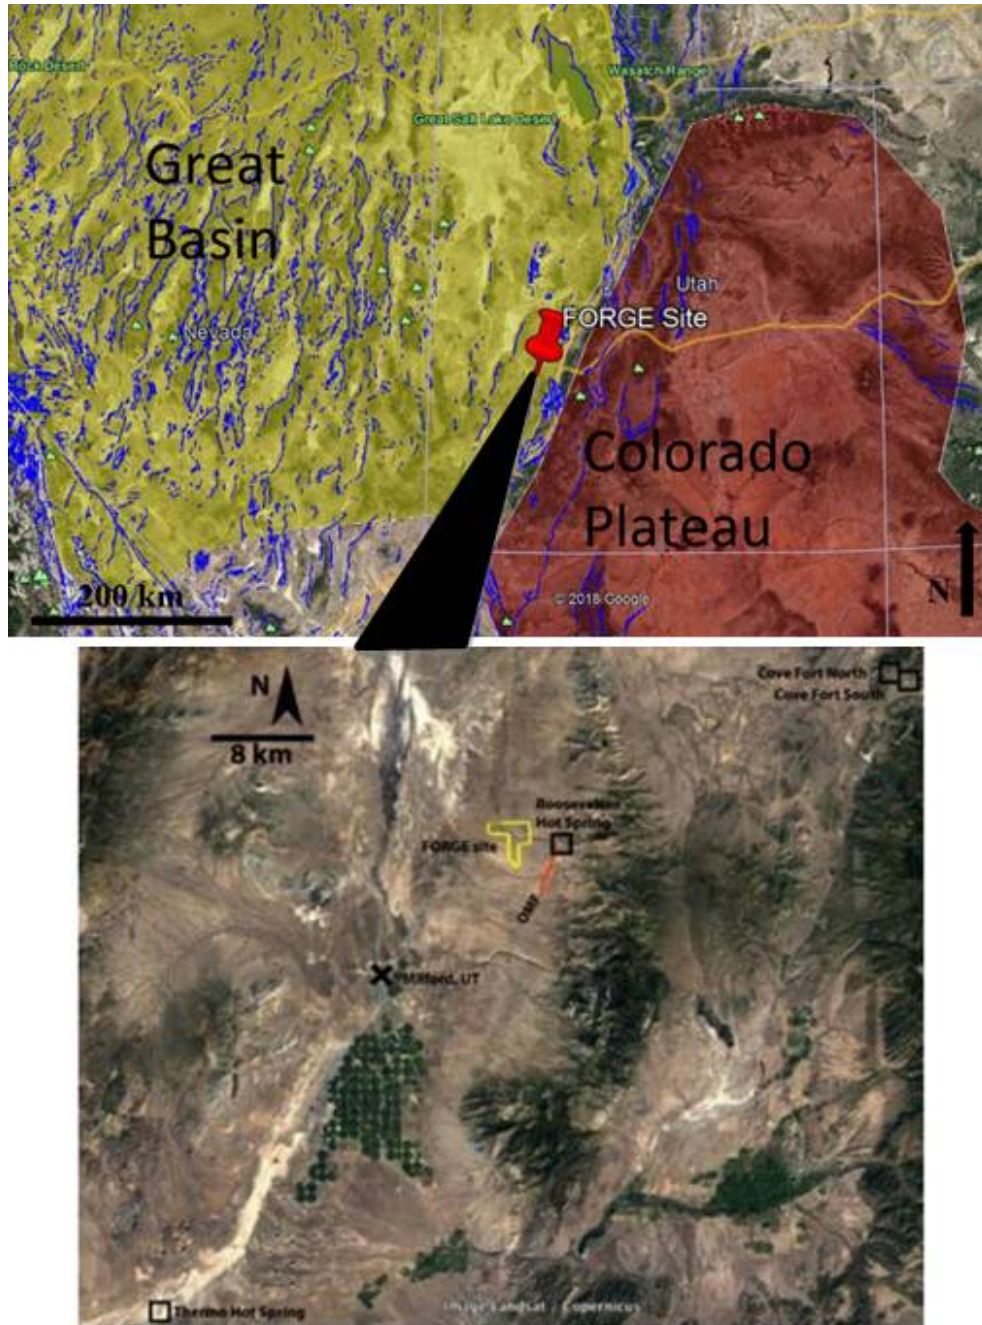 Rock Desert
Wasatch Range
Great Salt Lake Desert
Great
Basin
Utah
FORGE Site
Nevada
Colorado
Plateau
200 km
© 2018 Google
N
N
8 km
Cove Fort North
Cove Fort South
Roosevelt
Hot Spring
FORGE site
OMF
Milford, UT
Thermo Hot Spring
Image Landsat / Copernicus